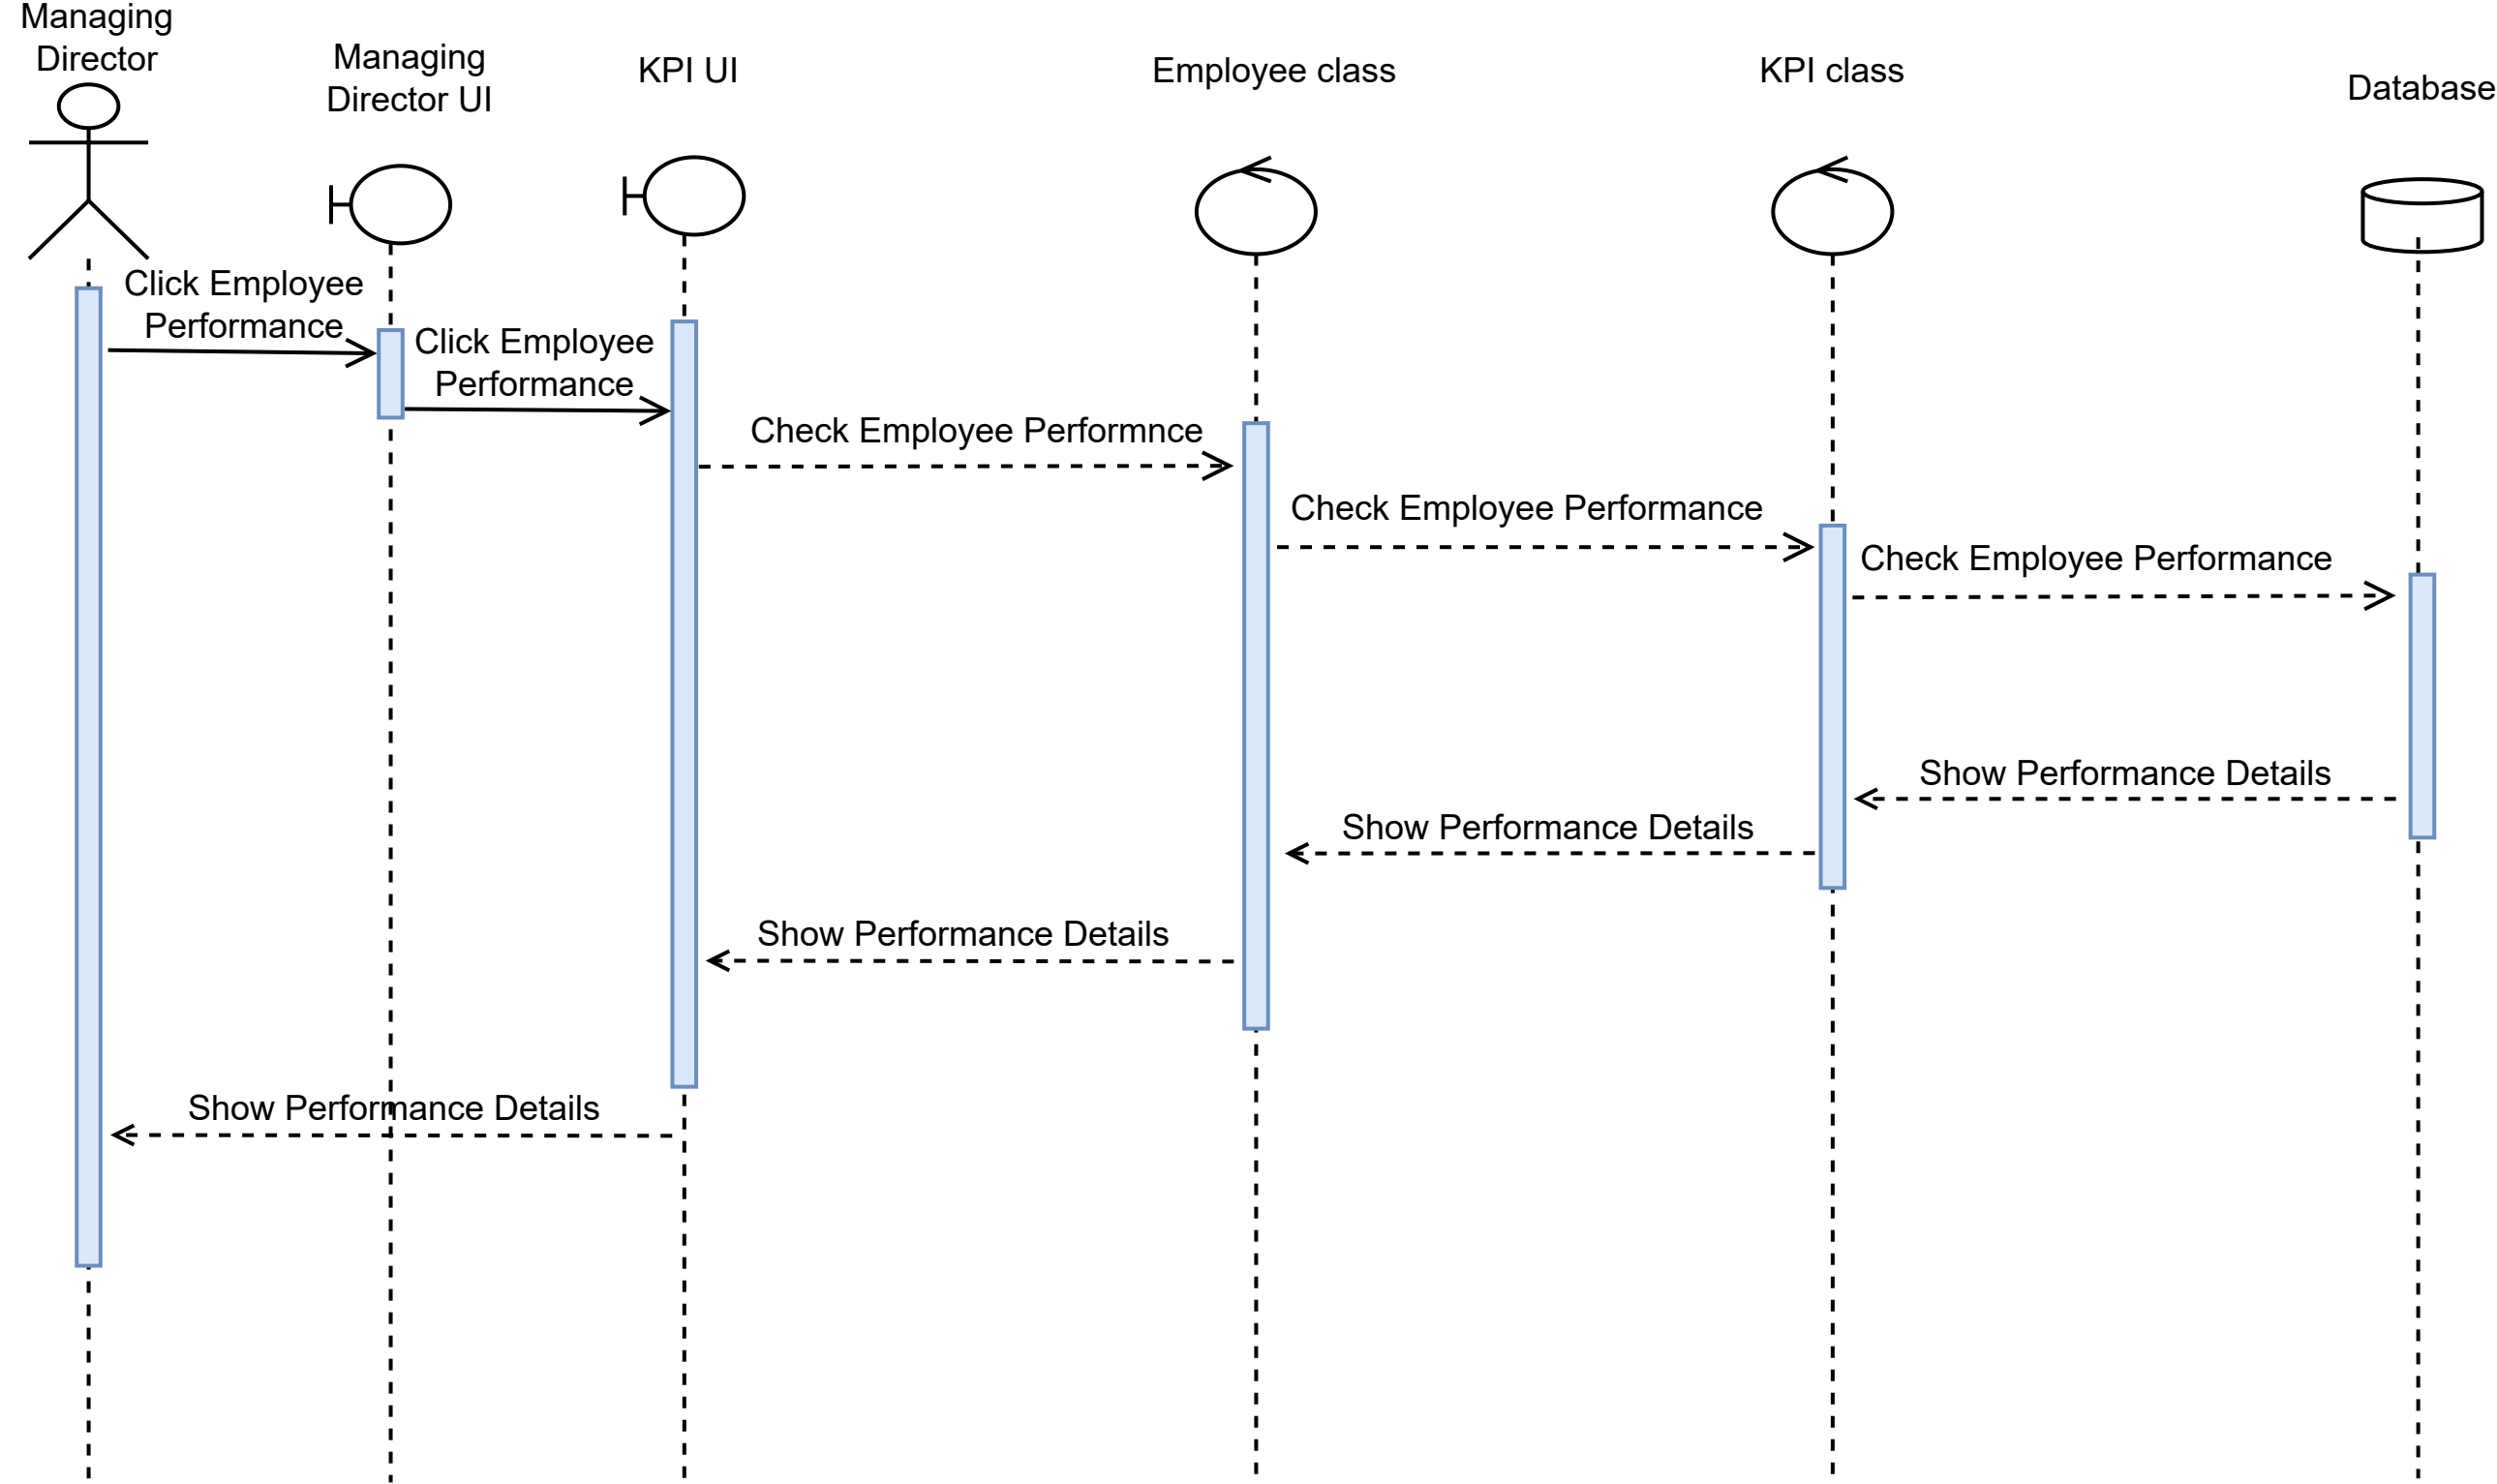 Managing
Director
Managing
Director UI
KPI UI
Employee class
KPI class
Database
Click Employee
Performance
Click Employee
Performance
Check Employee Performnce
Check Employee Performance
Check Employee Performance
Show Performance Details
Show Performance Details
Show Performance Details
Show Performance Details